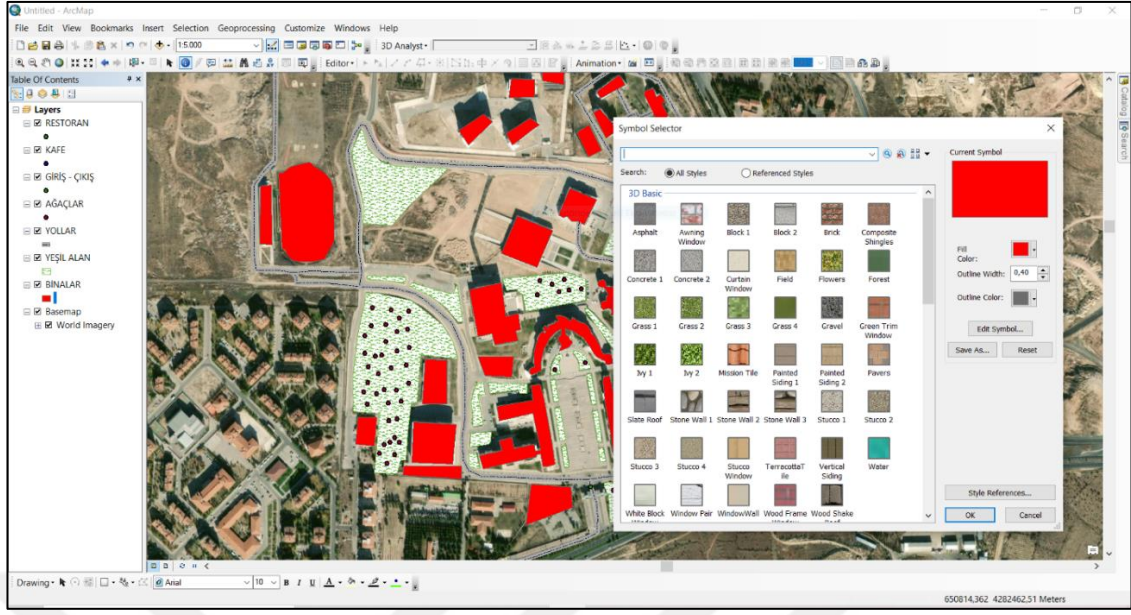 Untitled - ArcMap
File Edit View Bookmarks Insert Selection Geoprocessing Customize Windows Help
1:5.000
3D Analyst
Editor
Animation
Table Of Contents
Layers
RESTORAN
KAFE
GİRİŞ - ÇIKIŞ
AĞAÇLAR
YOLLAR
YEŞİL ALAN
BİNALAR
Basemap
World Imagery
Catalog
Search
Symbol Selector
Search: All Styles Referenced Styles
3D Basic
Asphalt Awning Window Block 1 Block 2 Brick Composite Shingles
Concrete 1 Concrete 2 Curtain Window Field Flowers Forest
Grass 1 Grass 2 Grass 3 Grass 4 Gravel Green Trim Window
Ivy 1 Ivy 2 Mission Tile Painted Siding 1 Painted Siding 2 Pavers
Slate Roof Stone Wall 1 Stone Wall 2 Stone Wall 3 Stucco 1 Stucco 2
Stucco 3 Stucco 4 Stucco Window TerracottaTile Vertical Siding Water
White Block Window Window Pair WindowWall Wood Frame Window Wood Shake Roof
Current Symbol
Fill Color:
Outline Width: 0,40
Outline Color:
Edit Symbol...
Save As... Reset
Style References...
OK Cancel
Drawing Arial 10 B I U A
650814,362 4282462,51 Meters